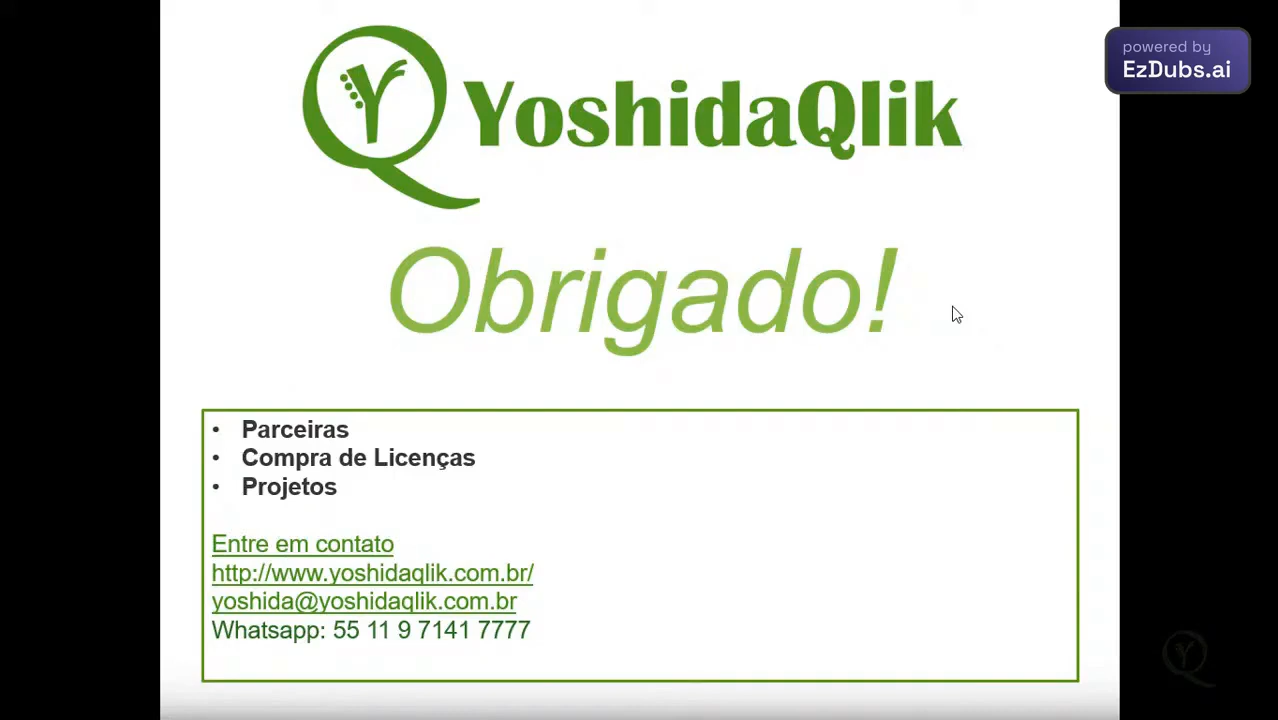 powered by
EzDubs.ai
YoshidaQlik
Obrigado!
• Parceiras
• Compra de Licenças
• Projetos
Entre em contato
http://www.yoshidaqlik.com.br/
yoshida@yoshidaqlik.com.br
Whatsapp: 55 11 9 7141 7777